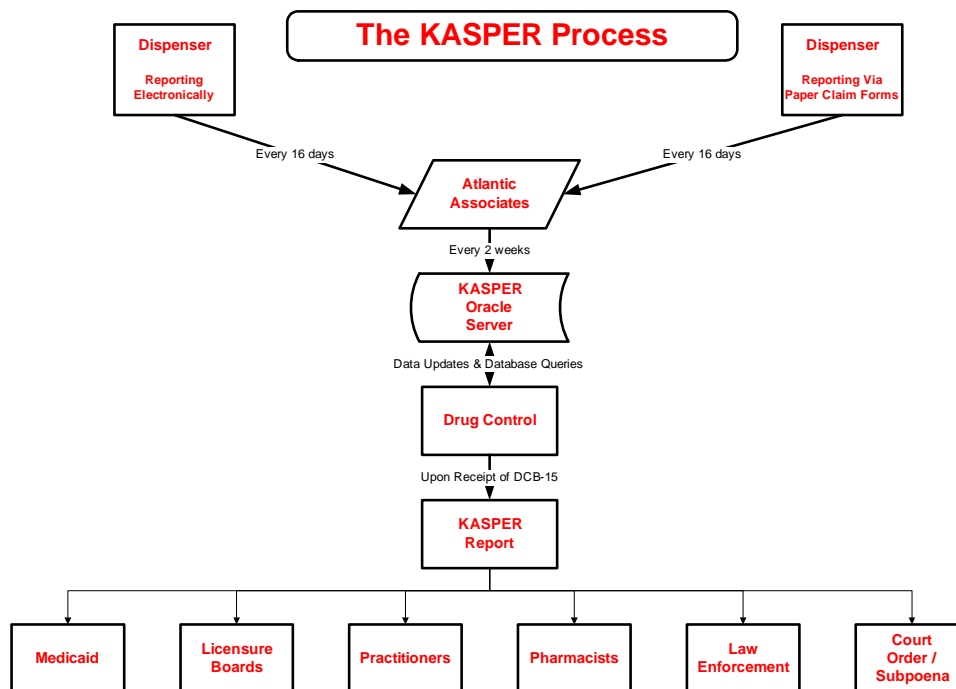 The KASPER Process
Dispenser
Reporting
Electronically
Dispenser
Reporting Via
Paper Claim Forms
Every 16 days
Every 16 days
Atlantic
Associates
Every 2 weeks
KASPER
Oracle
Server
Data Updates & Database Queries
Drug Control
Upon Receipt of DCB-15
KASPER
Report
Medicaid
Licensure
Boards
Practitioners
Pharmacists
Law
Enforcement
Court
Order /
Subpoena